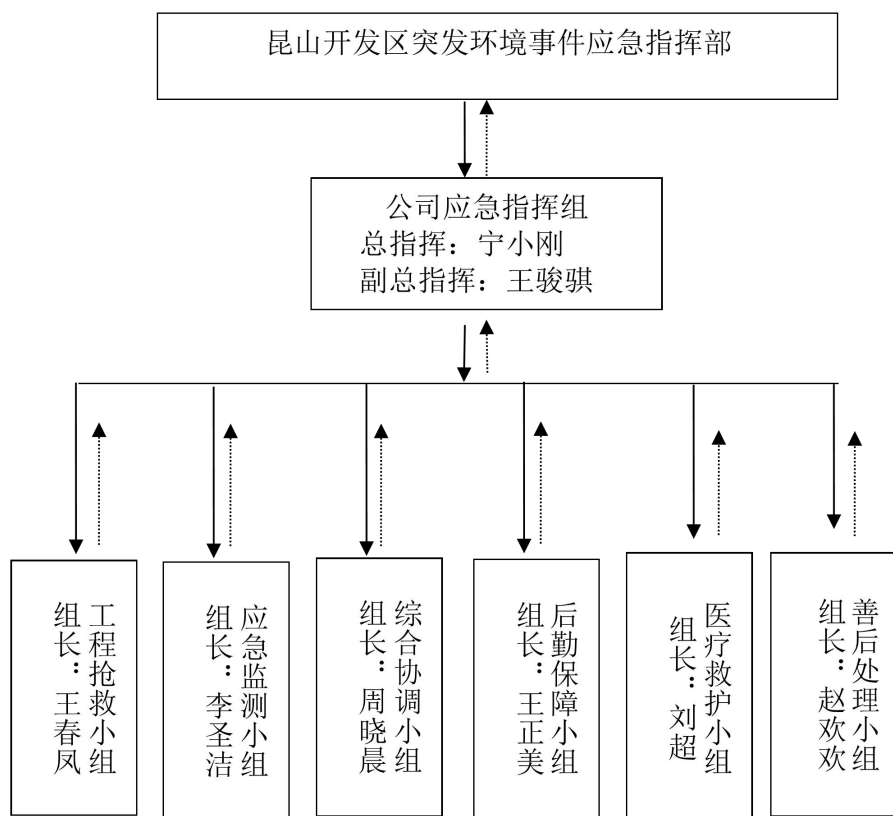 昆山开发区突发环境事件应急指挥部
公司应急指挥组
总指挥：宁小刚
副总指挥：王骏骐
工程抢救小组
组长：王春凤
应急监测小组
组长：李圣洁
综合协调小组
组长：周晓晨
后勤保障小组
组长：王正美
医疗救护小组
组长：刘超
善后处理小组
组长：赵欢欢